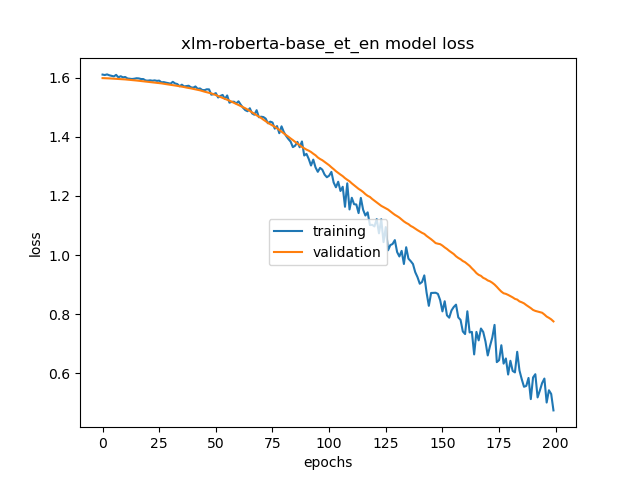 xlm-roberta-base_et_en model loss
loss
1.6
1.4
1.2
1.0
0.8
0.6
training
validation
0 25 50 75 100 125 150 175 200
epochs